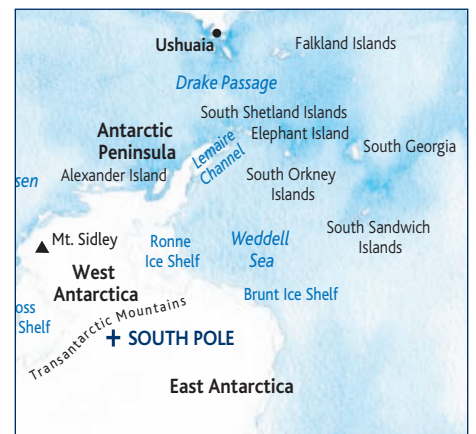 Ushuaia
Falkland Islands
Drake Passage
South Shetland Islands
Antarctic
Peninsula
Lemaire
Channel
Elephant Island
South Georgia
sen
Alexander Island
South Orkney
Islands
Mt. Sidley
Ronne
Ice Shelf
Weddell
Sea
South Sandwich
Islands
West
Antarctica
Brunt Ice Shelf
oss
Shelf
Transantarctic Mountains
SOUTH POLE
East Antarctica